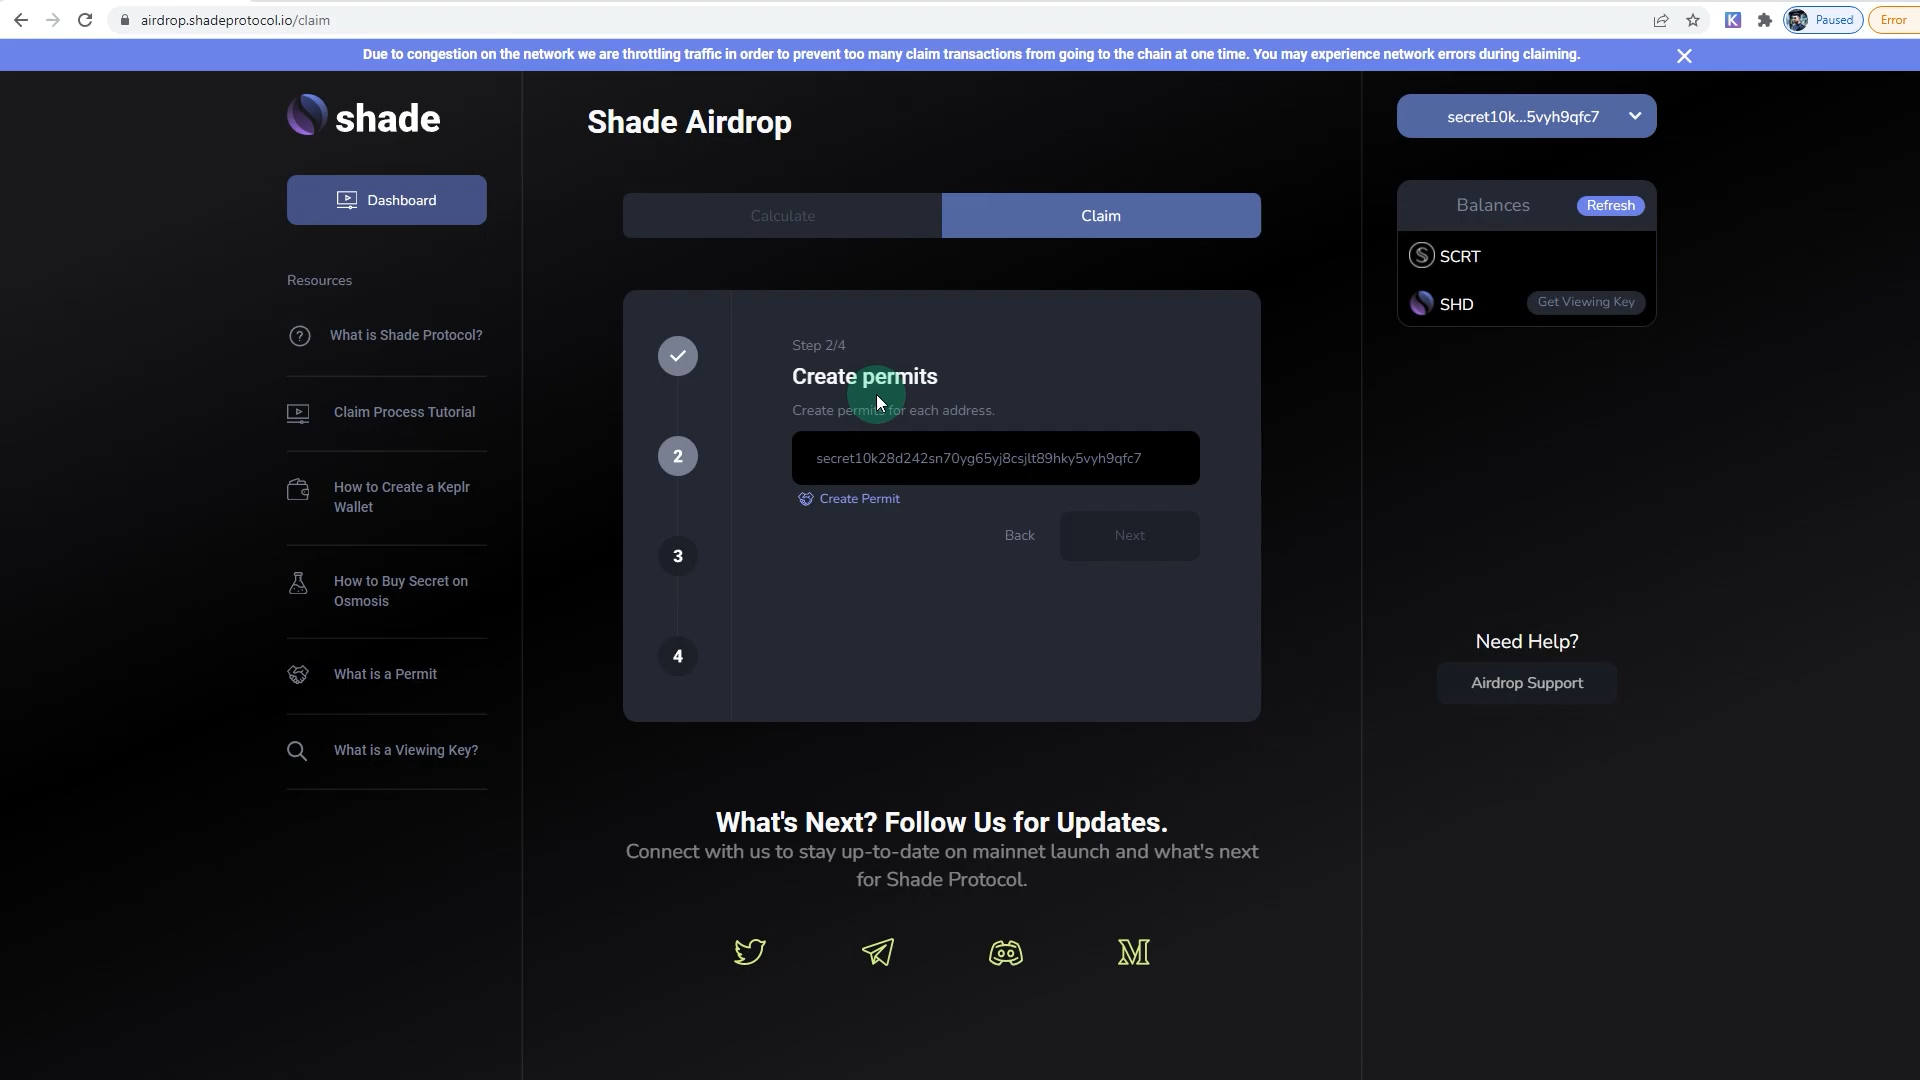 airdrop.shadeprotocol.io/claim
Paused
Error
Due to congestion on the network we are throttling traffic in order to prevent too many claim transactions from going to the chain at one time. You may experience network errors during claiming.
shade
Dashboard
Resources
What is Shade Protocol?
Claim Process Tutorial
How to Create a Keplr
Wallet
How to Buy Secret on
Osmosis
What is a Permit
What is a Viewing Key?
Shade Airdrop
Calculate
Claim
2
3
4
Step 2/4
Create permits
Create permits for each address.
secret10k28d242sn70yg65yj8csjlt89hky5vyh9qfc7
Create Permit
Back
Next
What's Next? Follow Us for Updates.
Connect with us to stay up-to-date on mainnet launch and what's next
for Shade Protocol.
secret10k...5vyh9qfc7
Balances
Refresh
SCRT
SHD
Get Viewing Key
Need Help?
Airdrop Support